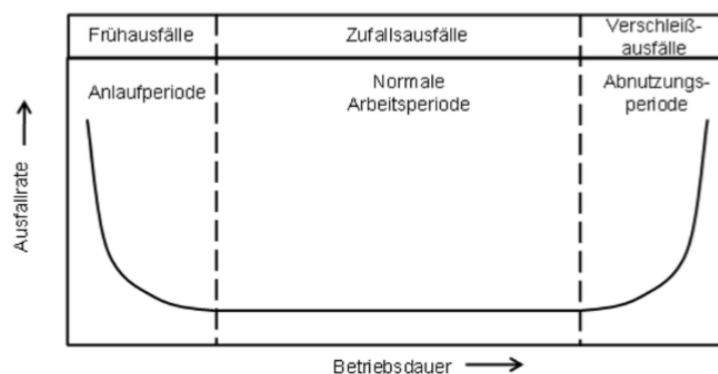 Frühausfälle
Zufallsausfälle
Verschleiß-
ausfälle
Anlaufperiode
Normale
Arbeitsperiode
Abnutzungs-
periode
Ausfallrate
Betriebsdauer